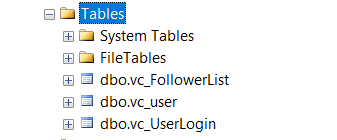 Tables
System Tables
FileTables
dbo.vc_FollowerList
dbo.vc_user
dbo.vc_UserLogin